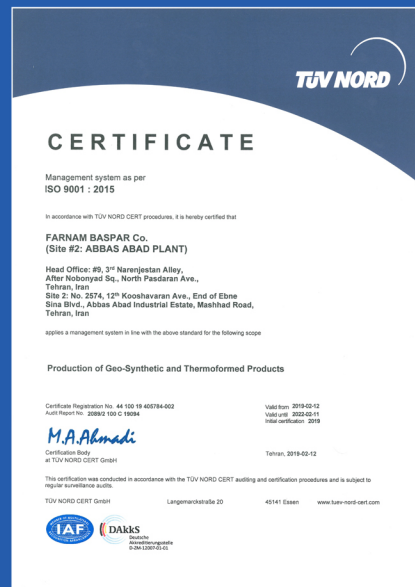 TÜV NORD
CERTIFICATE
Management system as per
ISO 9001 : 2015
In accordance with TÜV NORD CERT procedures, it is hereby certified that
FARNAM BASPAR Co.
(Site #2: ABBAS ABAD PLANT)
Head Office: #9, 3rd Narenjestan Alley,
After Nobonyad Sq., North Pasdaran Ave.,
Tehran, Iran
Site 2: No. 2574, 12th Kooshavaran Ave., End of Ebne
Sina Blvd., Abbas Abad Industrial Estate, Mashhad Road,
Tehran, Iran
applies a management system in line with the above standard for the following scope
Production of Geo-Synthetic and Thermoformed Products
Certificate Registration No. 44 100 19 405784-002
Audit Report No. 2089/2 100 C 19094
Valid from 2019-02-12
Valid until 2022-02-11
Initial certification 2019
M.A.Ahmadi
Certification Body
at TÜV NORD CERT GmbH
Tehran, 2019-02-12
This certification was conducted in accordance with the TÜV NORD CERT auditing and certification procedures and is subject to
regular surveillance audits.
TÜV NORD CERT GmbH Langemarckstraße 20 45141 Essen www.tuev-nord-cert.com
IAF
DAkkS
Deutsche
Akkreditierungsstelle
D-ZM-12007-01-01